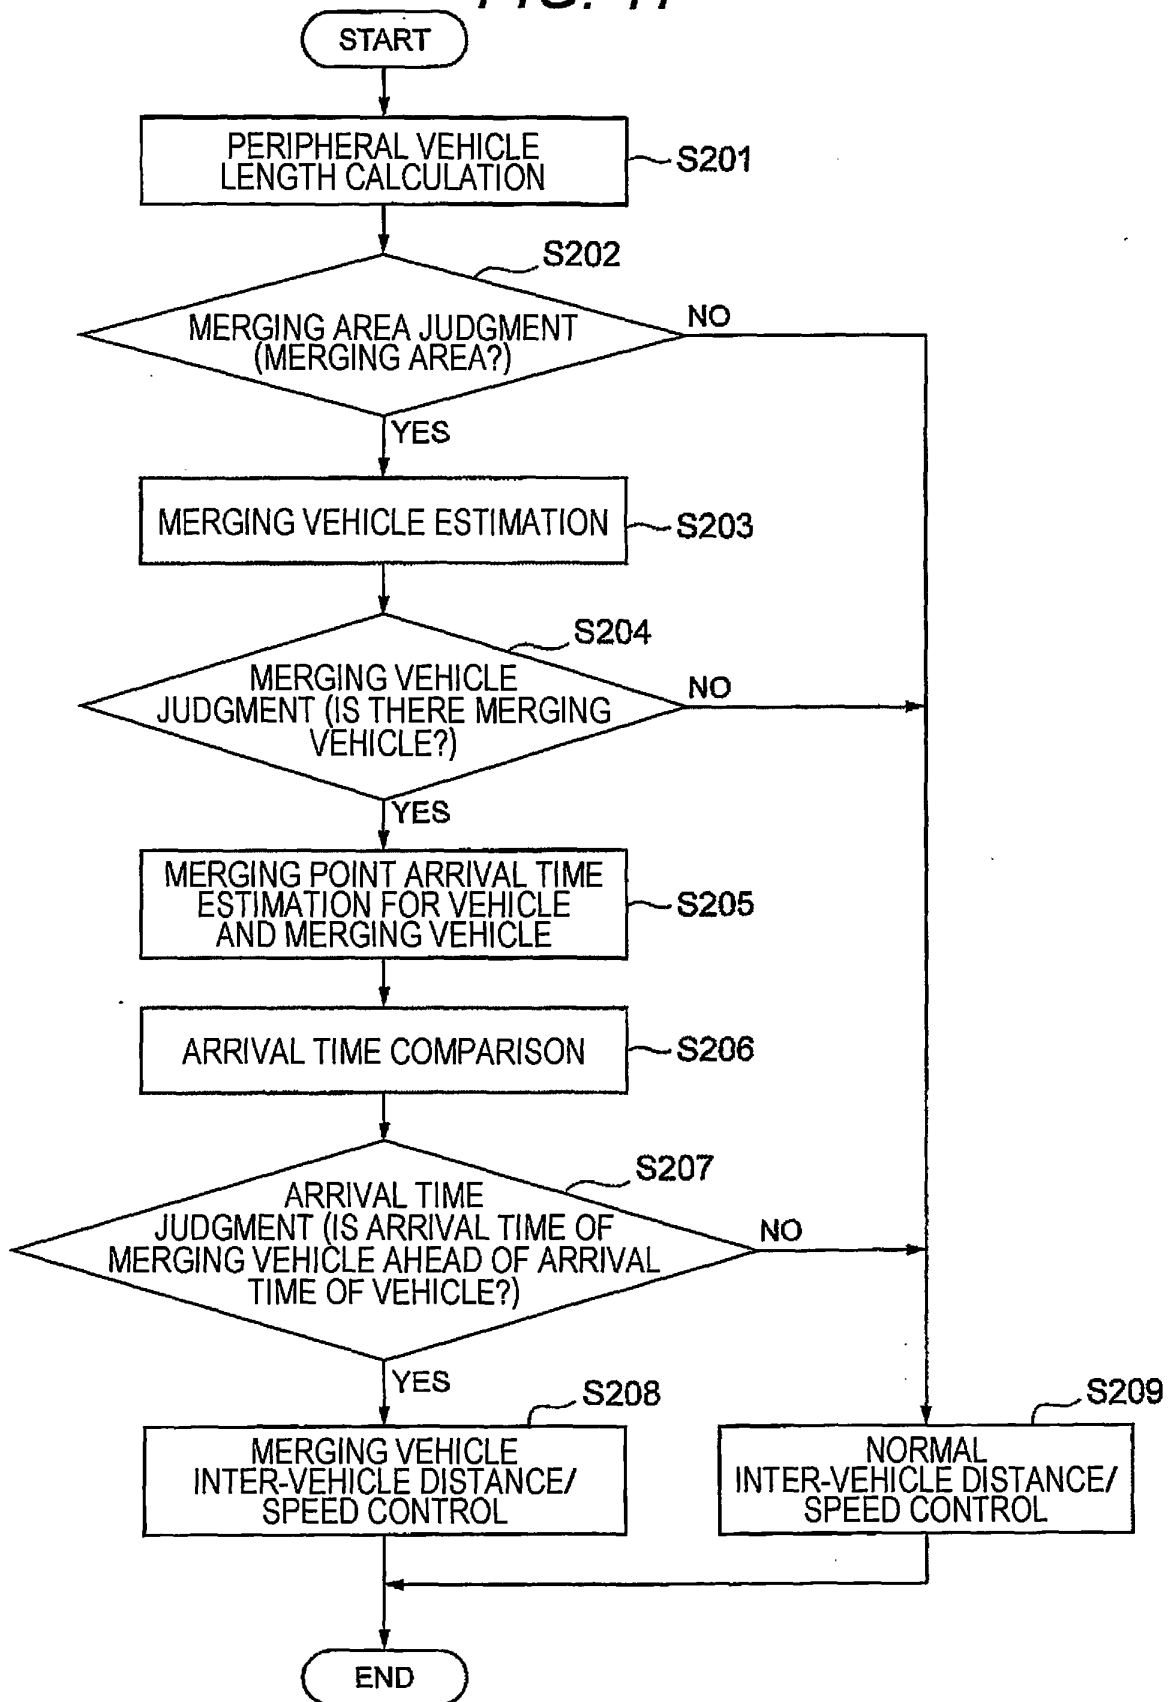 START
PERIPHERAL VEHICLE
LENGTH CALCULATION
S201
S202
MERGING AREA JUDGMENT
(MERGING AREA?)
NO
YES
MERGING VEHICLE ESTIMATION
S203
S204
MERGING VEHICLE
JUDGMENT (IS THERE MERGING
VEHICLE?)
NO
YES
MERGING POINT ARRIVAL TIME
ESTIMATION FOR VEHICLE
AND MERGING VEHICLE
S205
ARRIVAL TIME COMPARISON
S206
S207
ARRIVAL TIME
JUDGMENT (IS ARRIVAL TIME OF
MERGING VEHICLE AHEAD OF ARRIVAL
TIME OF VEHICLE?)
NO
YES
S208
MERGING VEHICLE
INTER-VEHICLE DISTANCE/
SPEED CONTROL
S209
NORMAL
INTER-VEHICLE DISTANCE/
SPEED CONTROL
END